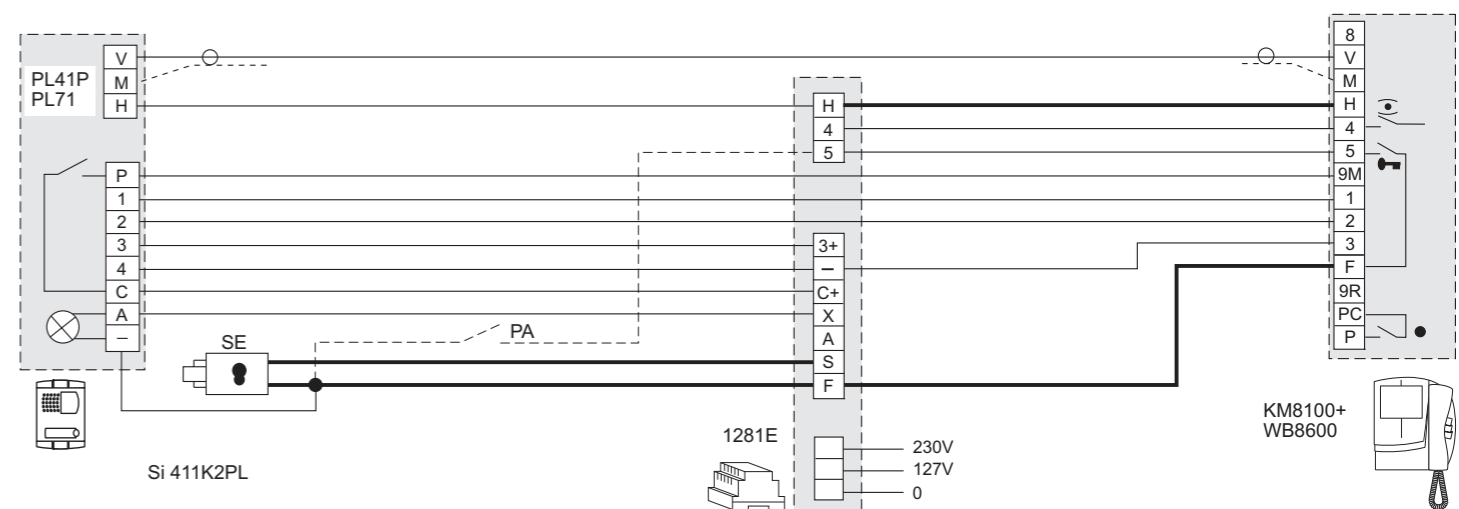 PL41P
PL71
V
M
H
P
1
2
3
4
C
A
–
SE
PA
Si 411K2PL
H
4
5
3+
–
C+
X
A
S
F
1281E
230V
127V
0
8
V
M
H
4
5
9M
1
2
3
F
9R
PC
P
KM8100+
WB8600